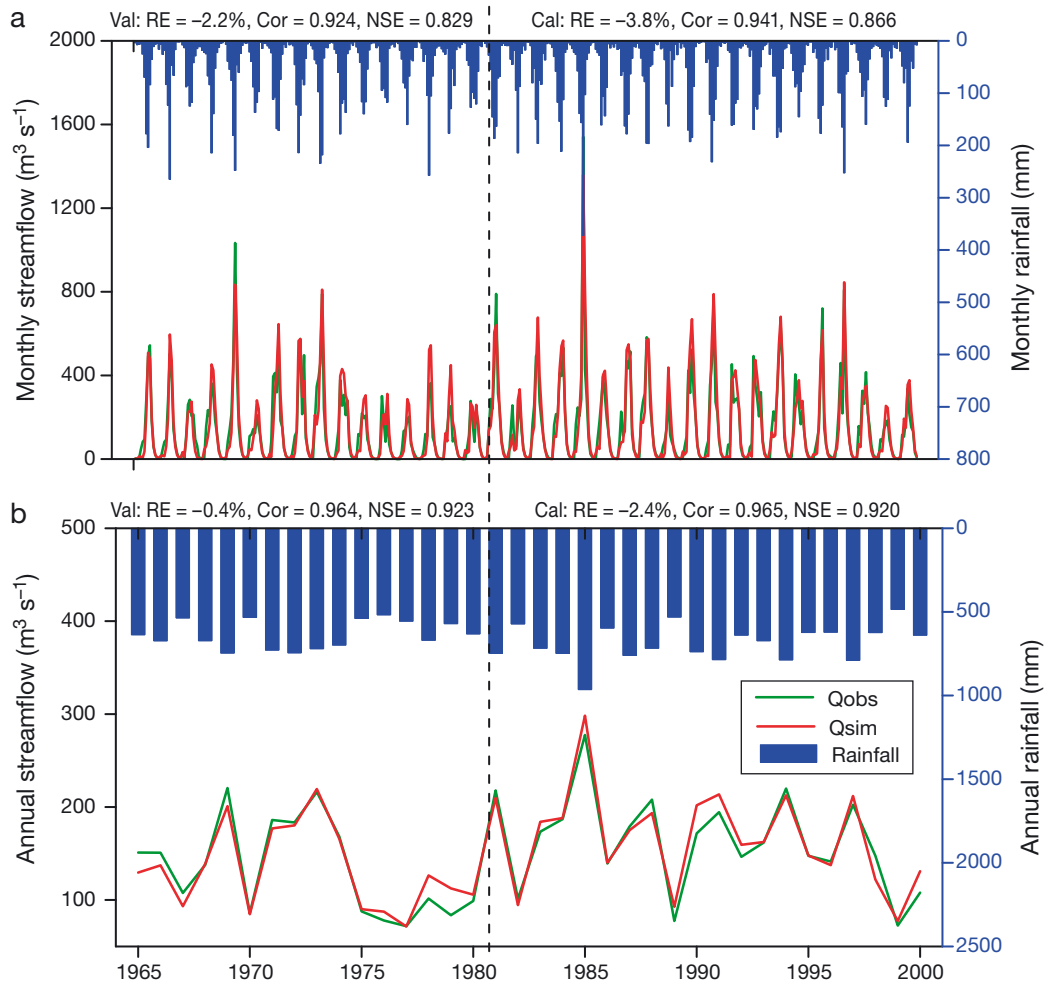 a
Val: RE = −2.2%, Cor = 0.924, NSE = 0.829
Cal: RE = −3.8%, Cor = 0.941, NSE = 0.866
2000
1600
1200
800
400
0
Monthly streamflow (m³ s⁻¹)
0
100
200
300
400
500
600
700
800
Monthly rainfall (mm)
b
Val: RE = −0.4%, Cor = 0.964, NSE = 0.923
Cal: RE = −2.4%, Cor = 0.965, NSE = 0.920
500
400
300
200
100
Annual streamflow (m³ s⁻¹)
0
500
1000
1500
2000
2500
Annual rainfall (mm)
Qobs
Qsim
Rainfall
1965
1970
1975
1980
1985
1990
1995
2000